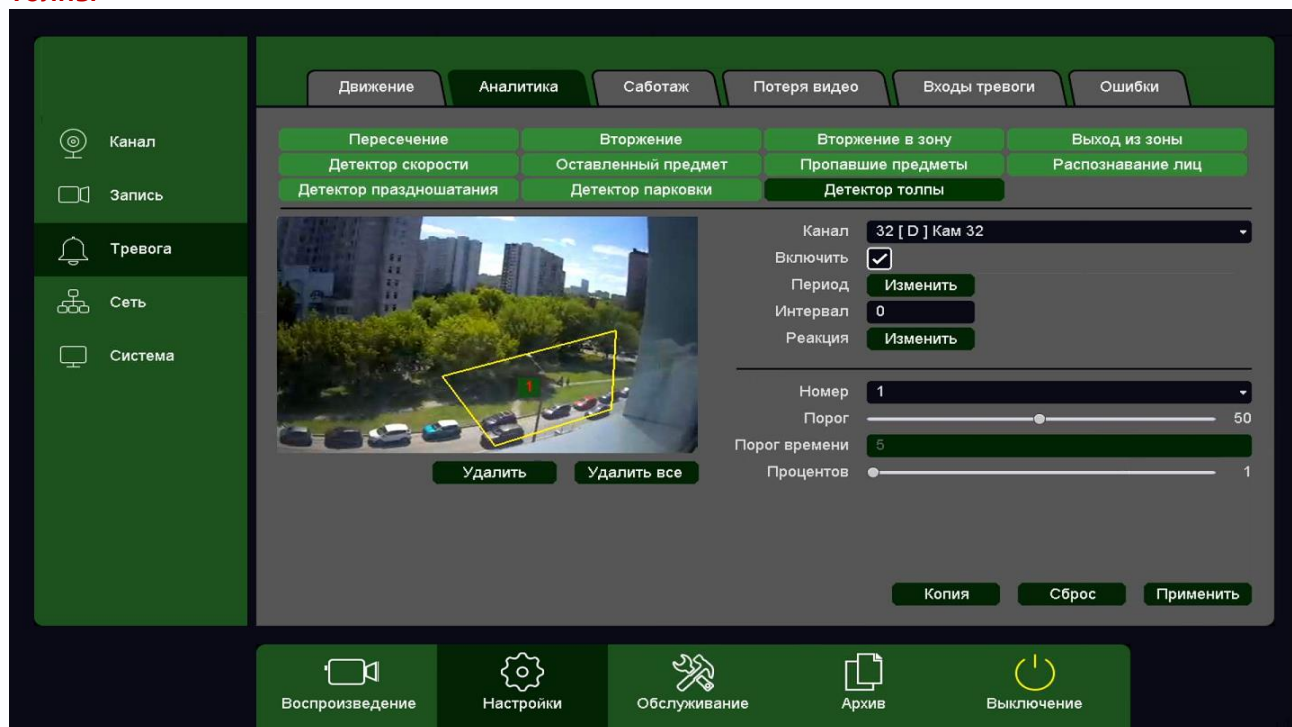 Движение Аналитика Саботаж Потеря видео Входы тревоги Ошибки
Канал
Запись
Тревога
Сеть
Система
Пересечение Вторжение Вторжение в зону Выход из зоны
Детектор скорости Оставленный предмет Пропавшие предметы Распознавание лиц
Детектор праздношатания Детектор парковки Детектор толпы
Канал 32 [ D ] Кам 32
Включить
Период Изменить
Интервал 0
Реакция Изменить
1
Номер 1
Порог 50
Порог времени 5
Процентов 1
Удалить Удалить все
Копия Сброс Применить
Воспроизведение Настройки Обслуживание Архив Выключение